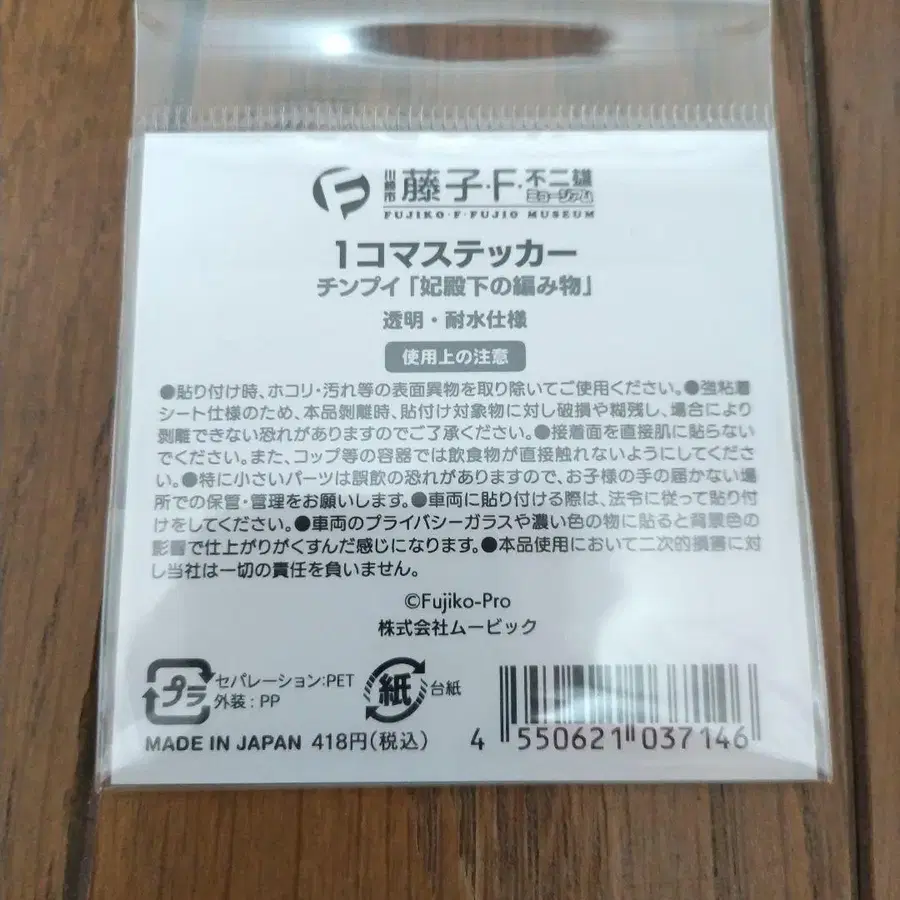 川崎市 藤子・F・不二雄 ミュージアム
FUJIKO・F・FUJIO MUSEUM
1コマステッカー
チンプイ「妃殿下の編み物」
透明・耐水仕様
使用上の注意
●貼り付け時、ホコリ・汚れ等の表面異物を取り除いてご使用ください。●強粘着
シート仕様のため、本品剝離時、貼付け対象物に対し破損や糊残し、場合により
剝離できない恐れがありますのでご了承ください。●接着面を直接肌に貼らない
でください。また、コップ等の容器では飲食物が直接触れないようにしてくださ
い。●特に小さいパーツは誤飲の恐れがありますので、お子様の手の届かない場
所での保管・管理をお願いします。●車両に貼り付ける際は、法令に従って貼り付
けをしてください。●車両のプライバシーガラスや濃い色の物に貼ると背景色の
影響で仕上がりがくすんだ感じになります。●本品使用において二次的損害に対
し当社は一切の責任を負いません。
©Fujiko-Pro
株式会社ムービック
プラ セパレーション:PET
外装:PP
紙 台紙
MADE IN JAPAN 418円(税込)
4 550621 037146